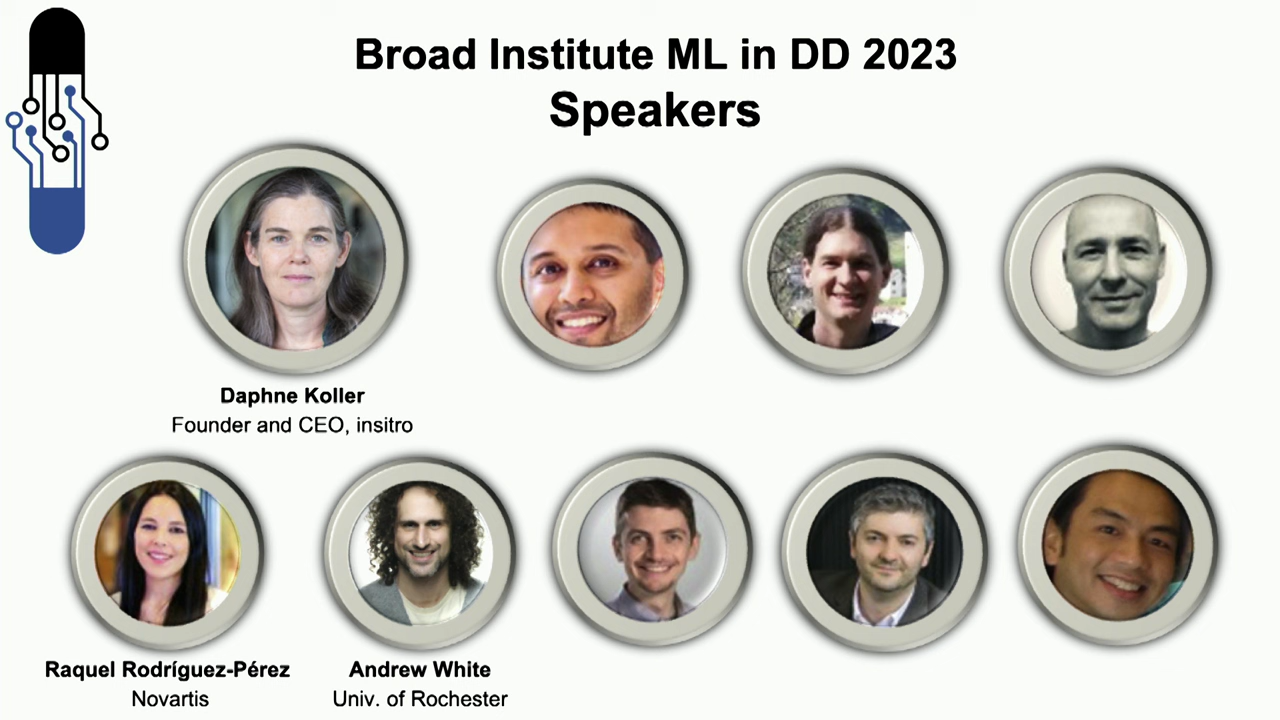 Broad Institute ML in DD 2023
Speakers
Daphne Koller
Founder and CEO, insitro
Raquel Rodríguez-Pérez
Novartis
Andrew White
Univ. of Rochester